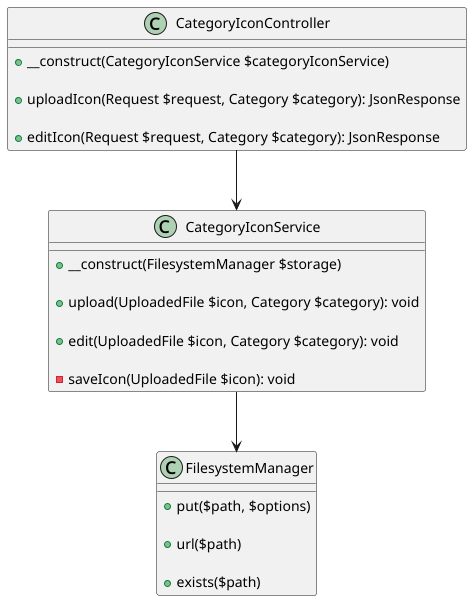 C CategoryIconController
__construct(CategoryIconService $categoryIconService)
uploadIcon(Request $request, Category $category): JsonResponse
editIcon(Request $request, Category $category): JsonResponse
C CategoryIconService
__construct(FilesystemManager $storage)
upload(UploadedFile $icon, Category $category): void
edit(UploadedFile $icon, Category $category): void
saveIcon(UploadedFile $icon): void
C FilesystemManager
put($path, $options)
url($path)
exists($path)